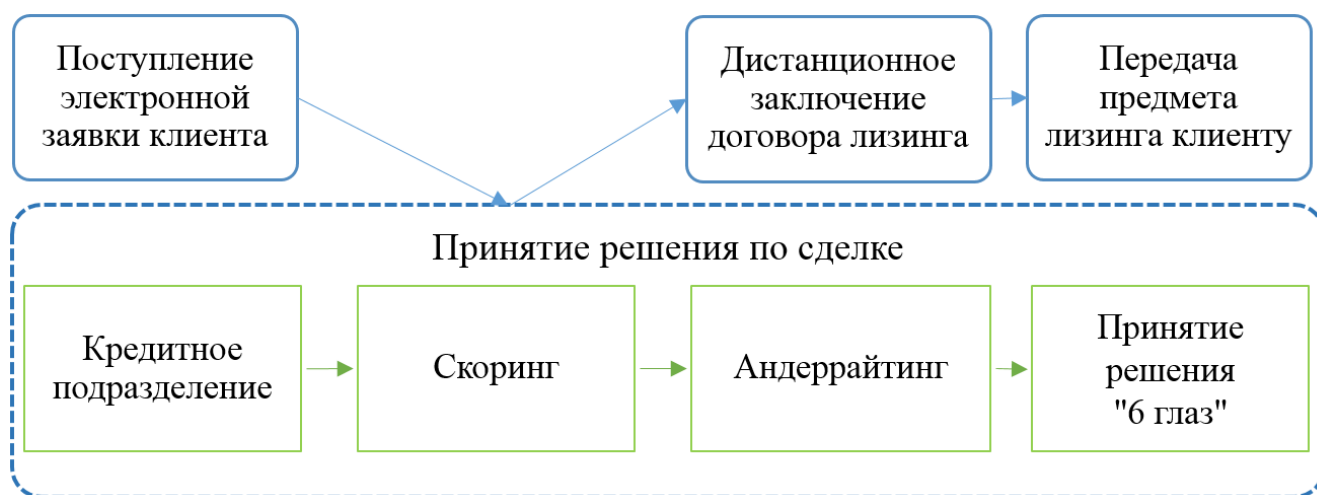 Поступление
электронной
заявки клиента
Дистанционное
заключение
договора лизинга
Передача
предмета
лизинга клиенту
Принятие решения по сделке
Кредитное
подразделение
Скоринг
Андеррайтинг
Принятие
решения
"6 глаз"